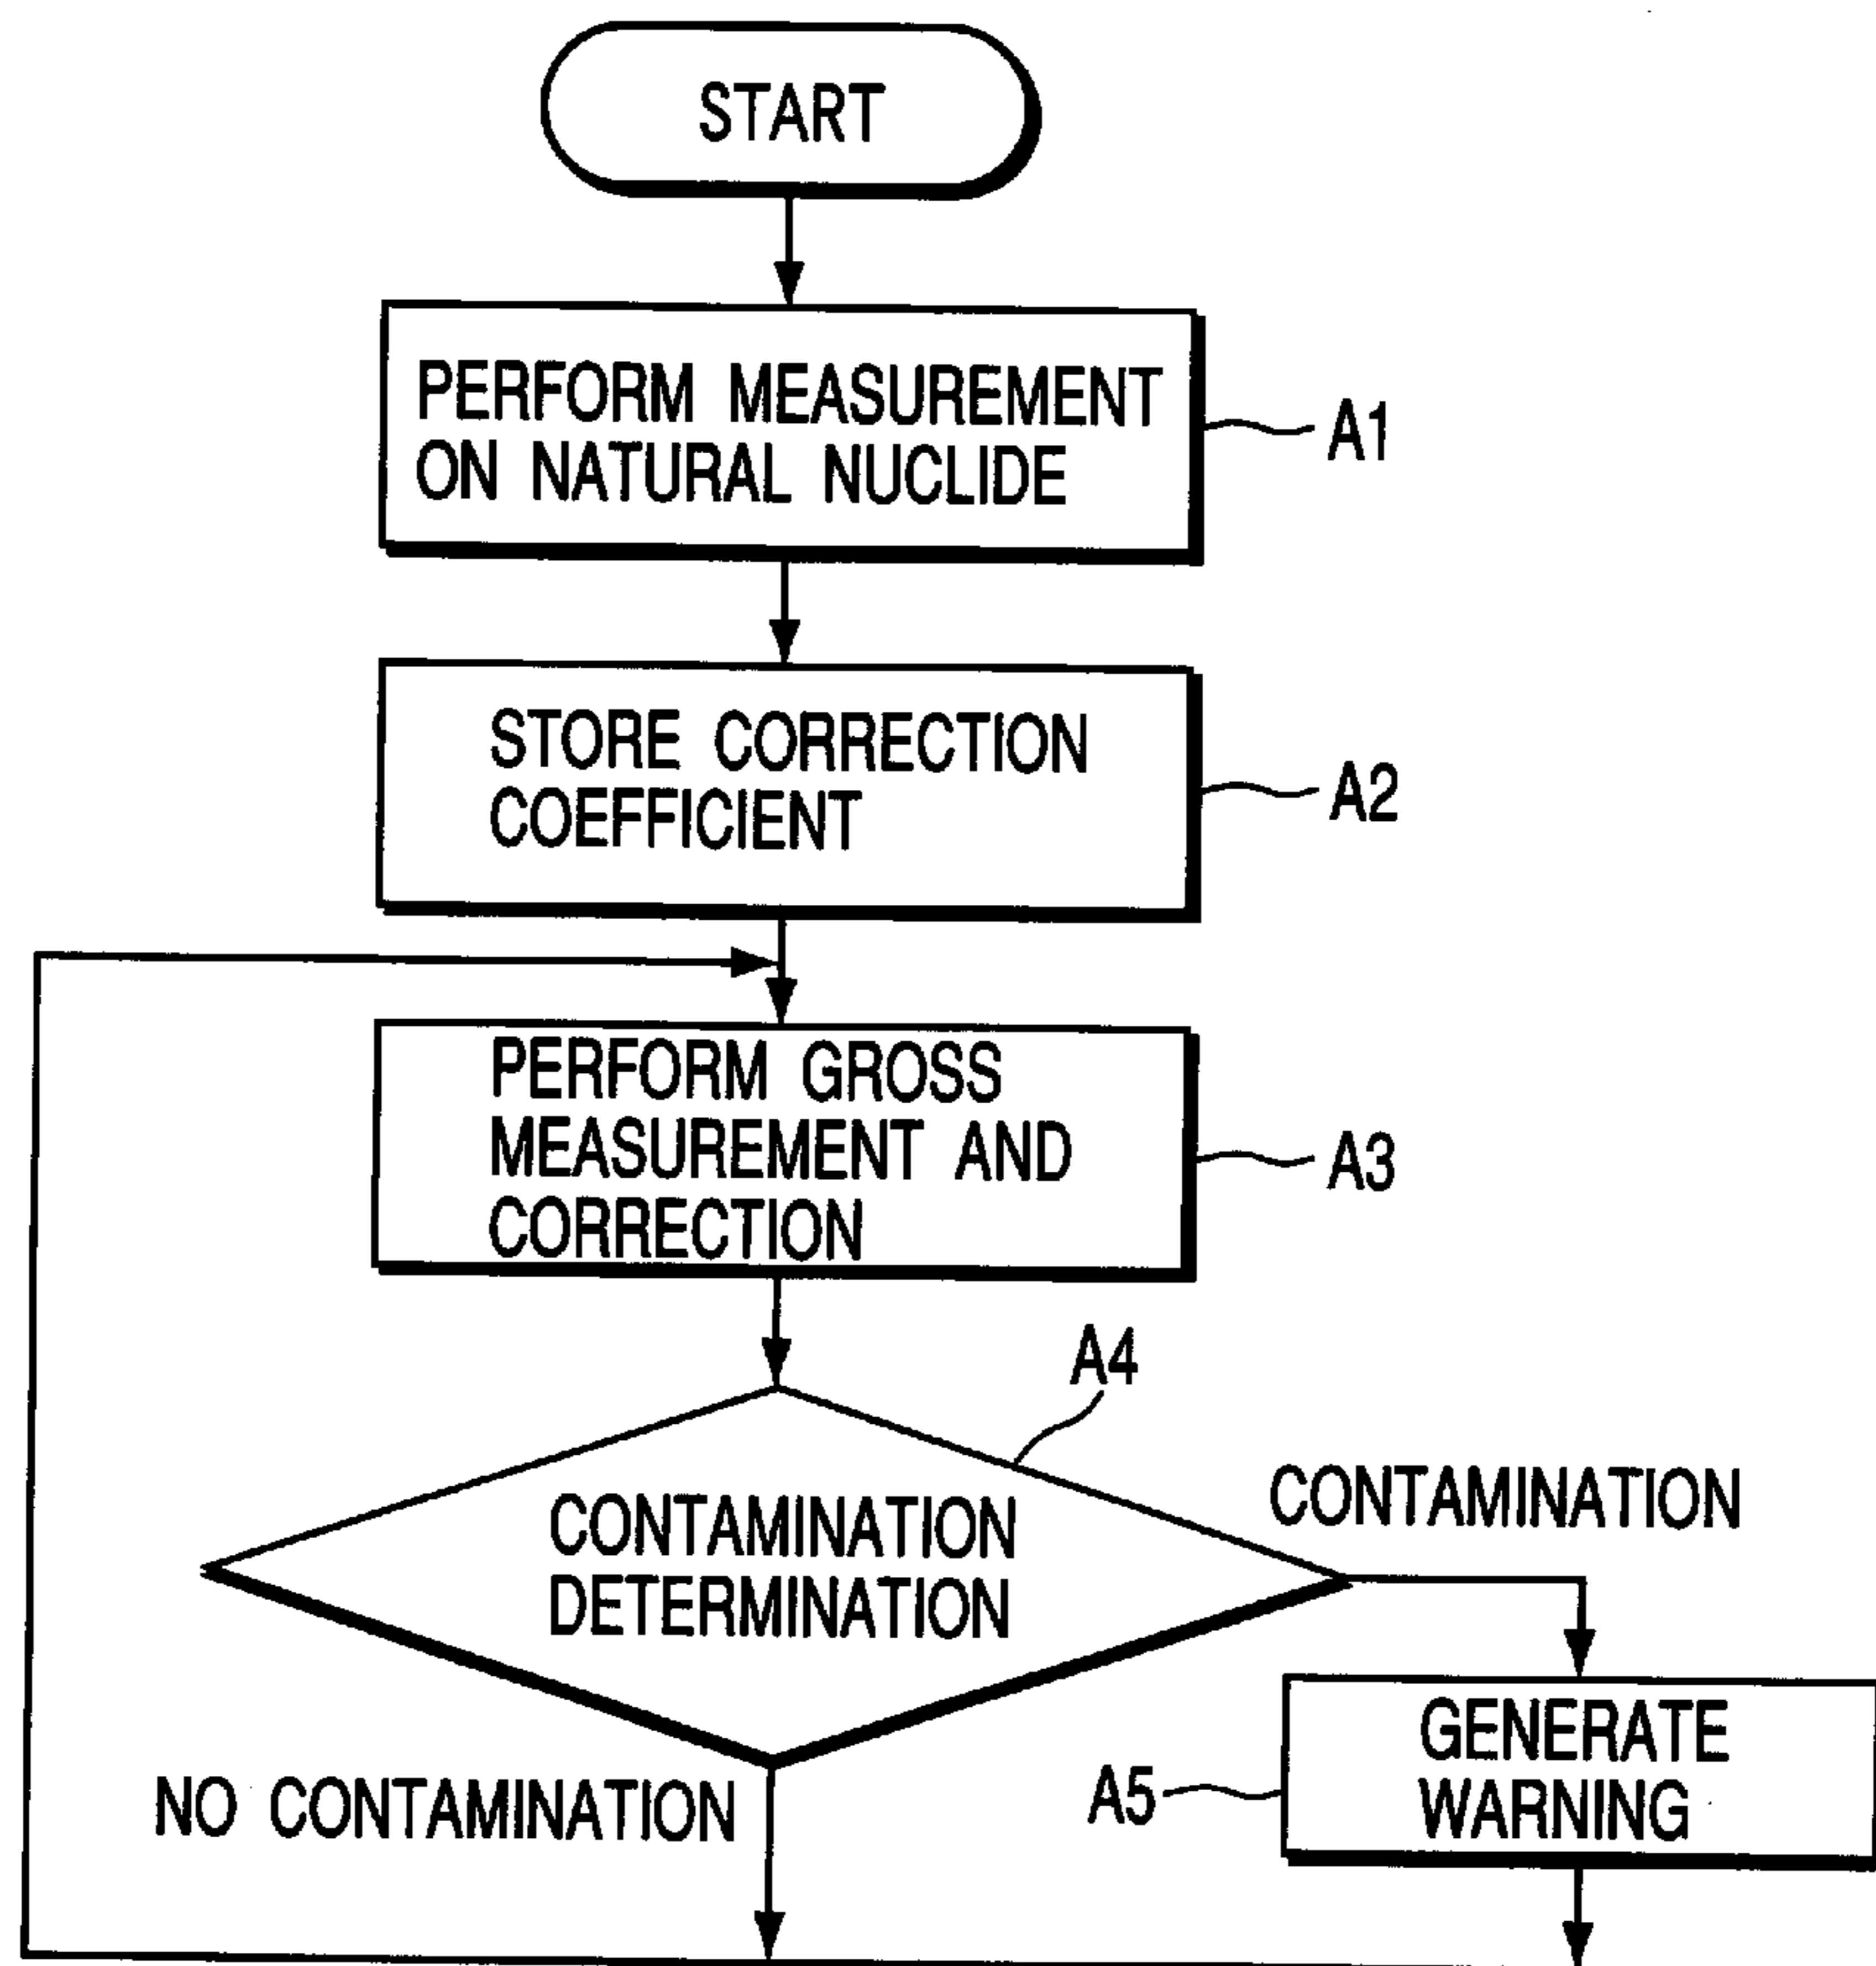 START
PERFORM MEASUREMENT
ON NATURAL NUCLIDE
A1
STORE CORRECTION
COEFFICIENT
A2
PERFORM GROSS
MEASUREMENT AND
CORRECTION
A3
A4
CONTAMINATION
DETERMINATION
CONTAMINATION
NO CONTAMINATION
A5
GENERATE
WARNING